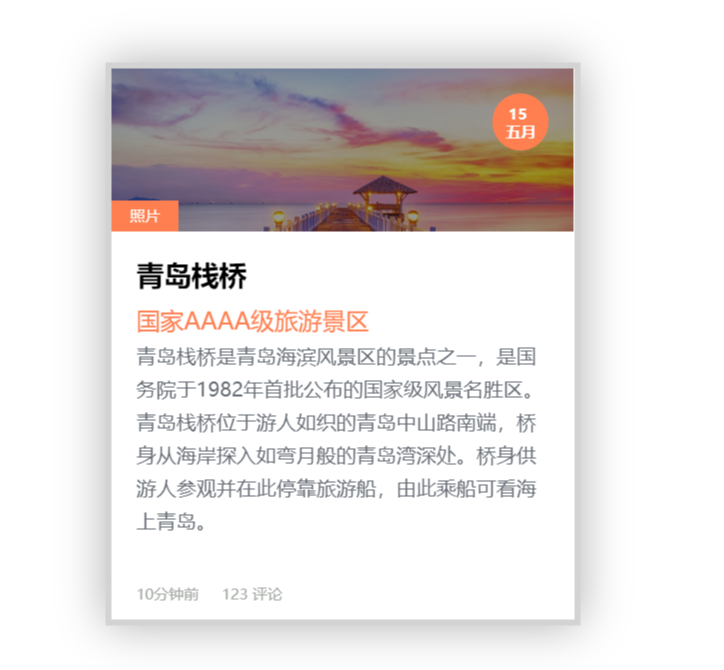 15
五月
照片
青岛栈桥
国家AAAA级旅游景区
青岛栈桥是青岛海滨风景区的景点之一，是国
务院于1982年首批公布的国家级风景名胜区。
青岛栈桥位于游人如织的青岛中山路南端，桥
身从海岸探入如弯月般的青岛湾深处。桥身供
游人参观并在此停靠旅游船，由此乘船可看海
上青岛。
10分钟前 123 评论